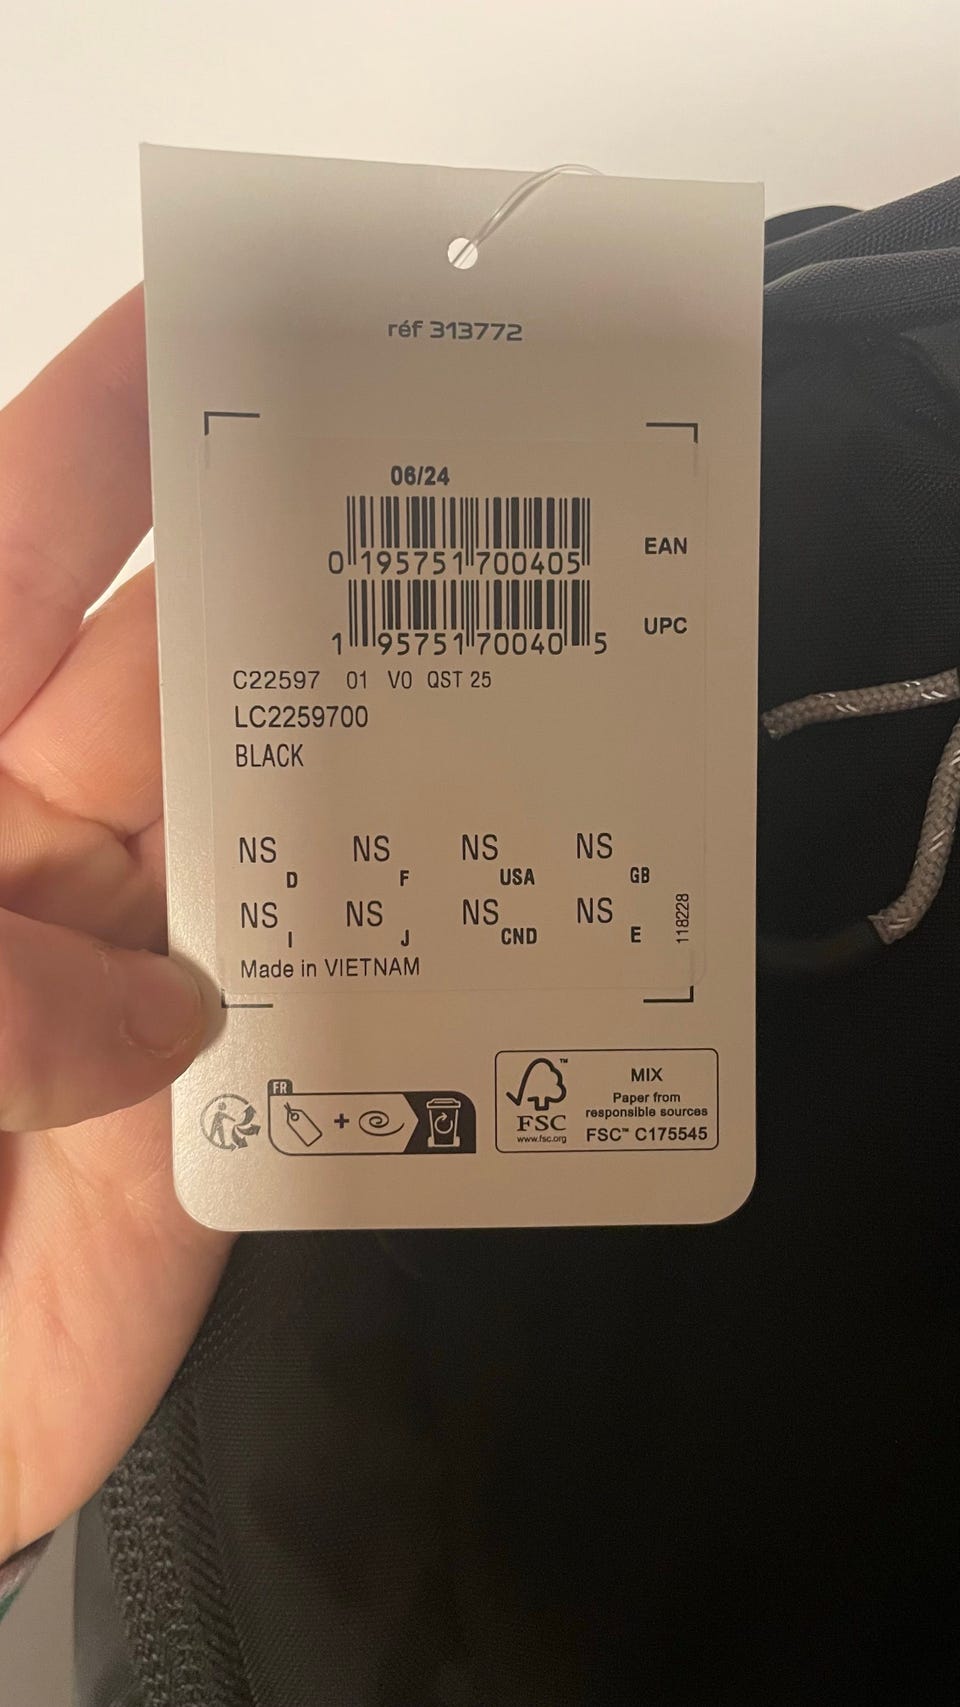 réf 313772
06/24
0 195751 700405
EAN
1 95751 70040 5
UPC
C22597 01 V0 QST 25
LC2259700
BLACK
NS D NS F NS USA NS GB
NS I NS J NS CND NS E
118228
Made in VIETNAM
FR
+
FSC
www.fsc.org
™
MIX
Paper from
responsible sources
FSC™ C175545